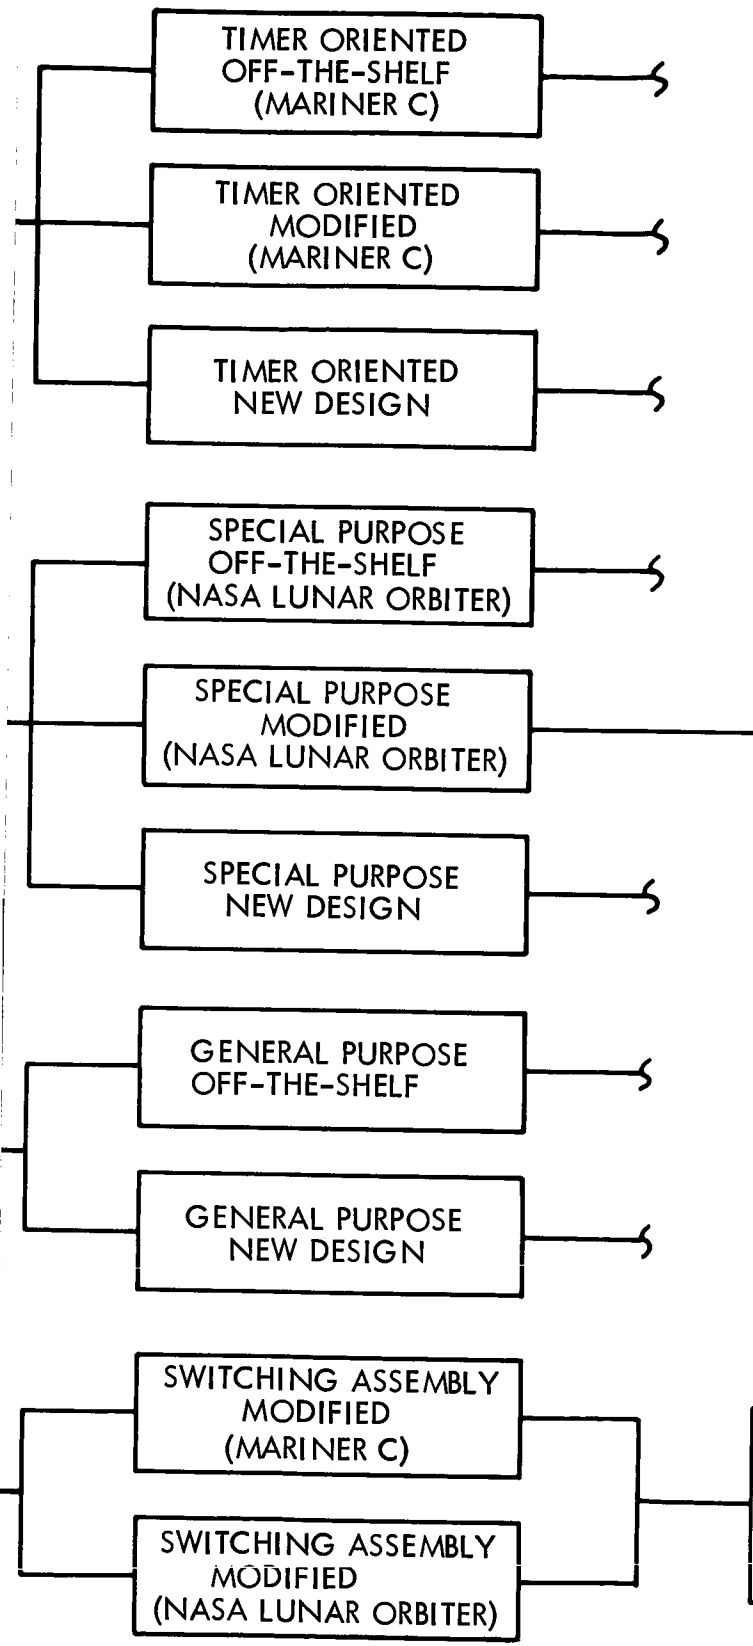 TIMER ORIENTED
OFF-THE-SHELF
(MARINER C)
TIMER ORIENTED
MODIFIED
(MARINER C)
TIMER ORIENTED
NEW DESIGN
SPECIAL PURPOSE
OFF-THE-SHELF
(NASA LUNAR ORBITER)
SPECIAL PURPOSE
MODIFIED
(NASA LUNAR ORBITER)
SPECIAL PURPOSE
NEW DESIGN
GENERAL PURPOSE
OFF-THE-SHELF
GENERAL PURPOSE
NEW DESIGN
SWITCHING ASSEMBLY
MODIFIED
(MARINER C)
SWITCHING ASSEMBLY
MODIFIED
(NASA LUNAR ORBITER)